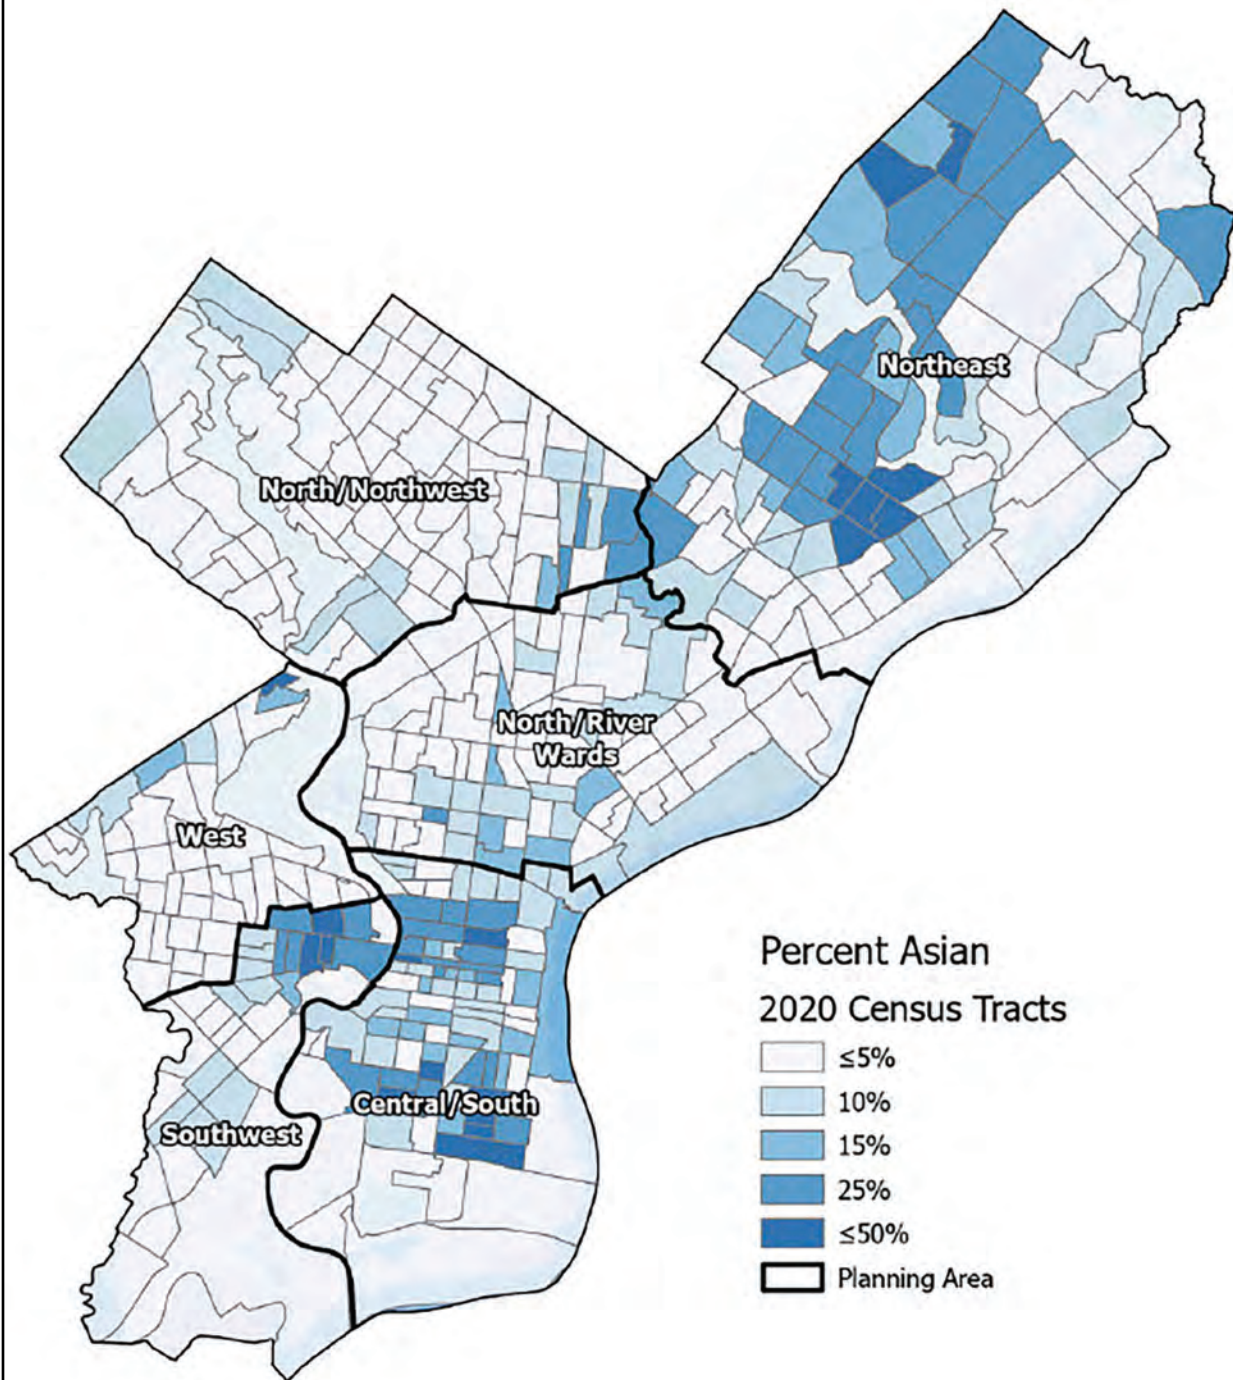 Northeast
North/Northwest
North/River
Wards
West
Central/South
Southwest
Percent Asian
2020 Census Tracts
≤5%
10%
15%
25%
≤50%
Planning Area